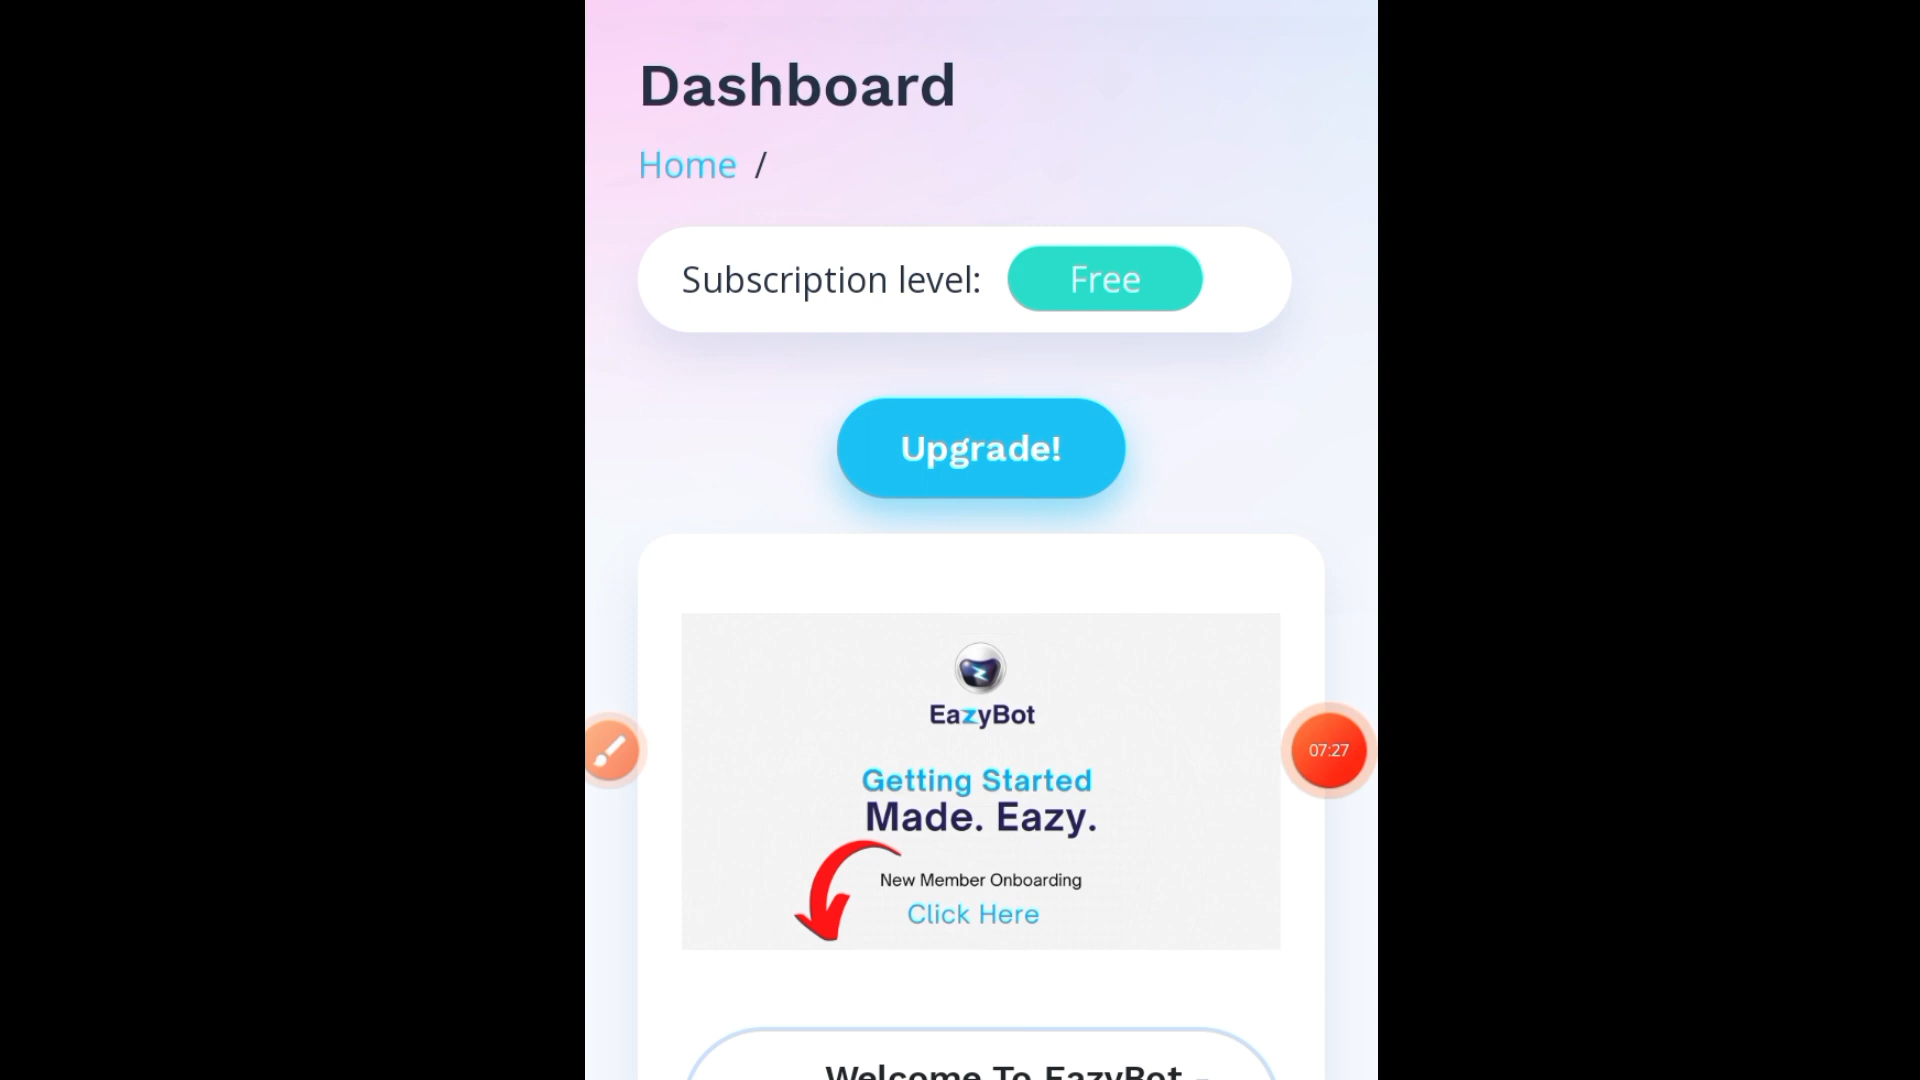 Dashboard
Home /
Subscription level: Free
Upgrade!
EazyBot
Getting Started
Made. Eazy.
New Member Onboarding
Click Here
07:27
Welcome To EazyBot -